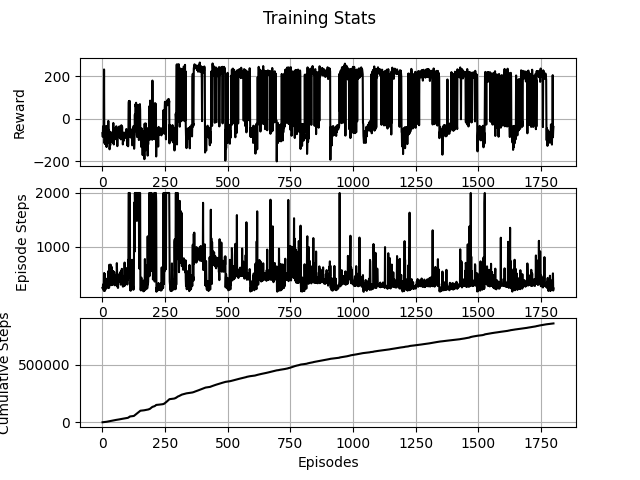 Training Stats
200
0
−200
Reward
0 250 500 750 1000 1250 1500 1750
2000
1000
Episode Steps
0 250 500 750 1000 1250 1500 1750
500000
0
Cumulative Steps
0 250 500 750 1000 1250 1500 1750
Episodes